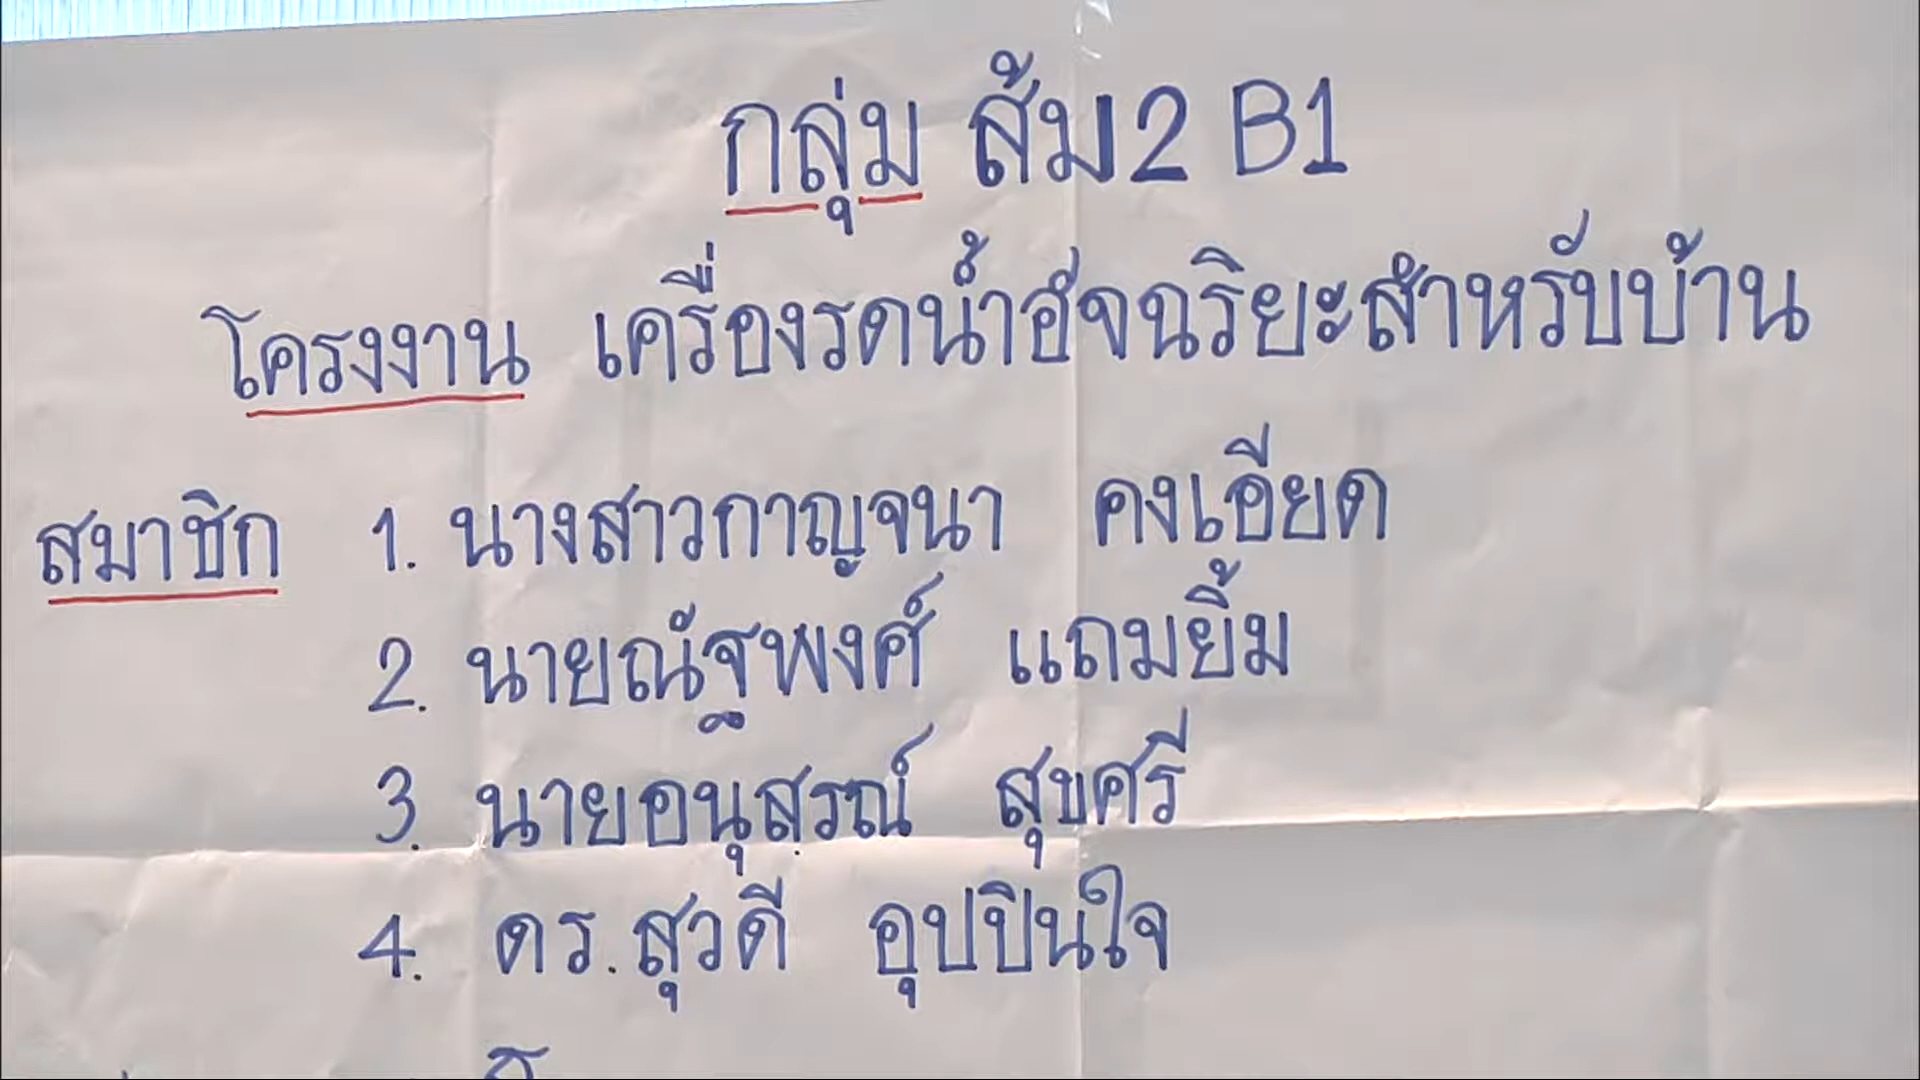 กลุ่ม ส้ม2 B1
โครงงาน เครื่องรดน้ำอัจฉริยะสำหรับบ้าน
สมาชิก 1. นางสาวกาญจนา คงเอียด
2. นายณัฐพงศ์ แถมยิ้ม
3. นายอนุสรณ์ สุขศรี
4. ดร.สุวดี อุปปินใจ